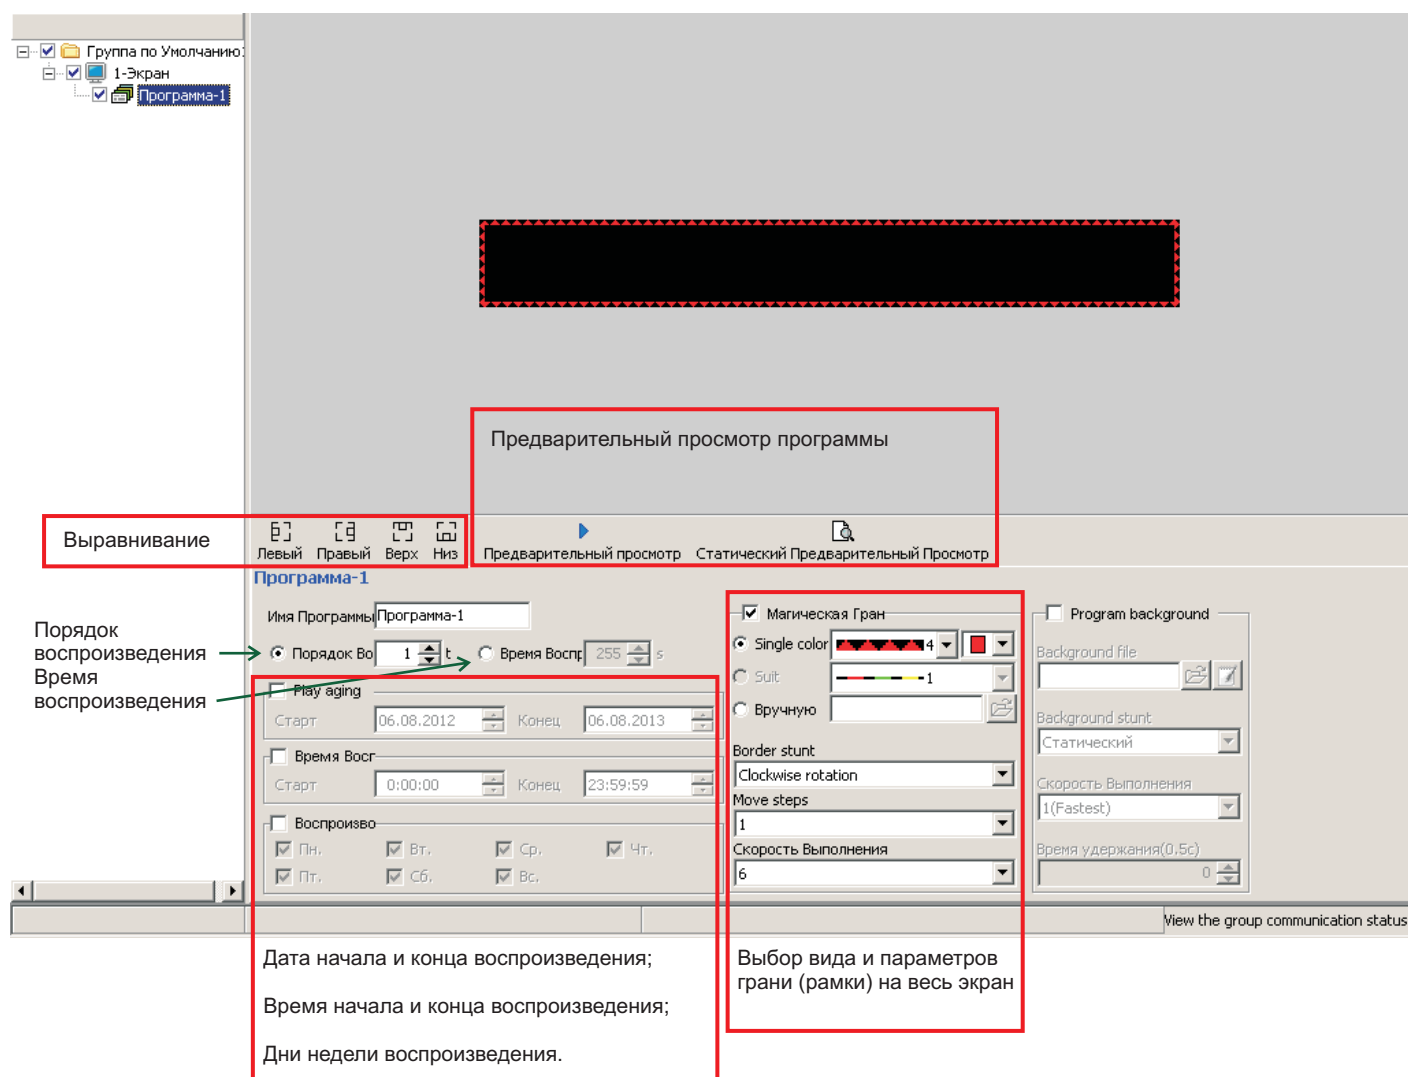 Группа по Умолчанию
1-Экран
Программа-1
Предварительный просмотр программы
Выравнивание
Левый Правый Верх Низ
Предварительный просмотр Статический Предварительный Просмотр
Программа-1
Имя Программы Программа-1
Порядок
воспроизведения
Время
воспроизведения
Порядок Во 1 t Время Воспр 255 s
Play aging
Старт 06.08.2012 Конец 06.08.2013
Время Восг
Старт 0:00:00 Конец 23:59:59
Воспроизво
Пн. Вт. Ср. Чт.
Пт. Сб. Вс.
Магическая Гран
Single color 4
Suit 1
Вручную
Border stunt
Clockwise rotation
Move steps
1
Скорость Выполнения
6
Program background
Background file
Background stunt
Статический
Скорость Выполнения
1(Fastest)
Время удержания(0.5с)
0
View the group communication status
Дата начала и конца воспроизведения;
Время начала и конца воспроизведения;
Дни недели воспроизведения.
Выбор вида и параметров
грани (рамки) на весь экран